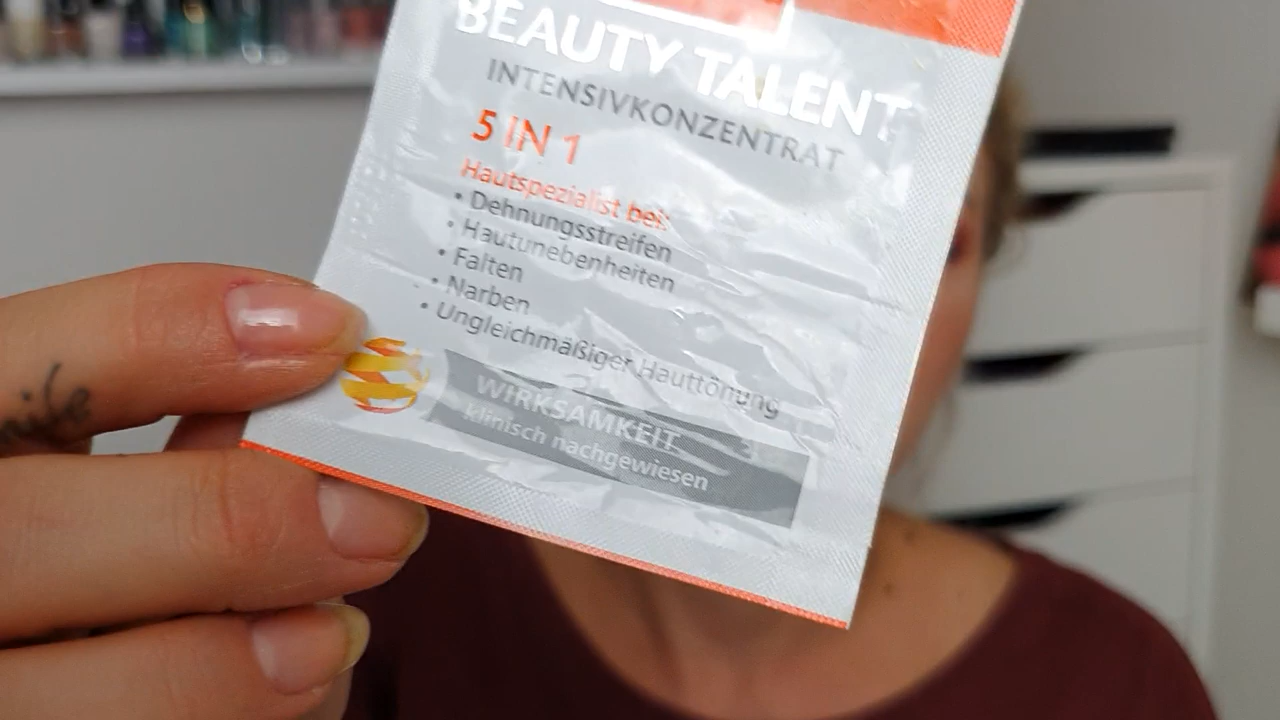 BEAUTY TALENT
INTENSIVKONZENTRAT
5 IN 1
Hautspezialist bei:
• Dehnungsstreifen
• Hautunebenheiten
• Falten
• Narben
• Ungleichmäßiger Hauttönung
WIRKSAMKEIT
klinisch nachgewiesen